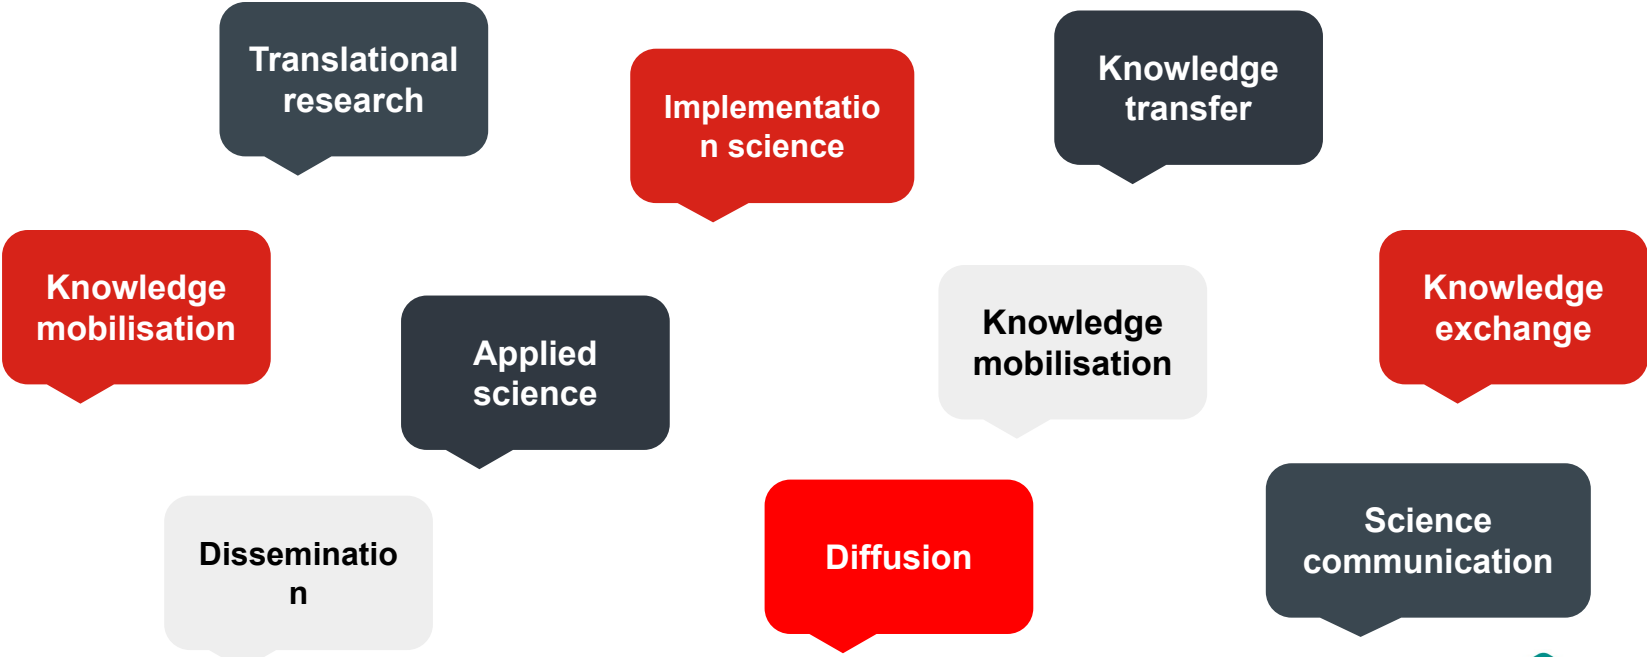 Translational
research
Implementatio
n science
Knowledge
transfer
Knowledge
mobilisation
Applied
science
Knowledge
mobilisation
Knowledge
exchange
Disseminatio
n
Diffusion
Science
communication